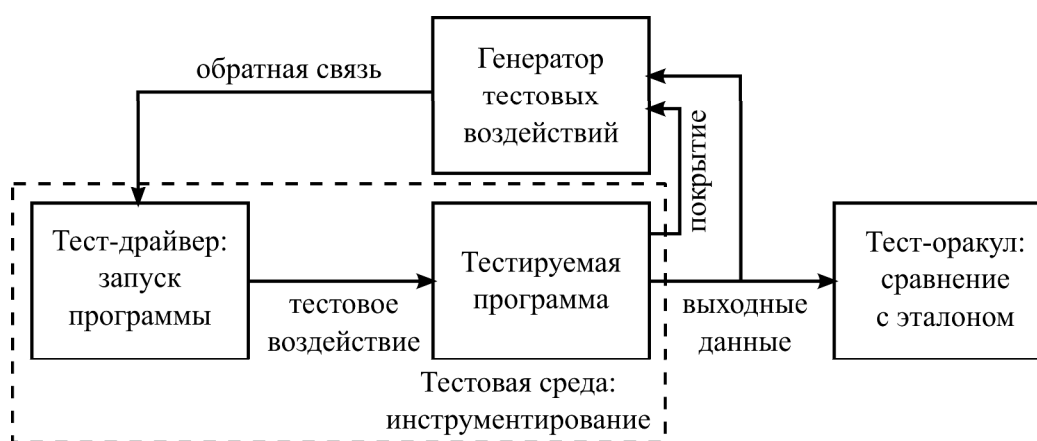 Генератор
тестовых
воздействий
обратная связь
покрытие
Тест-драйвер:
запуск
программы
тестовое
воздействие
Тестируемая
программа
выходные
данные
Тест-оракул:
сравнение
с эталоном
Тестовая среда:
инструментирование